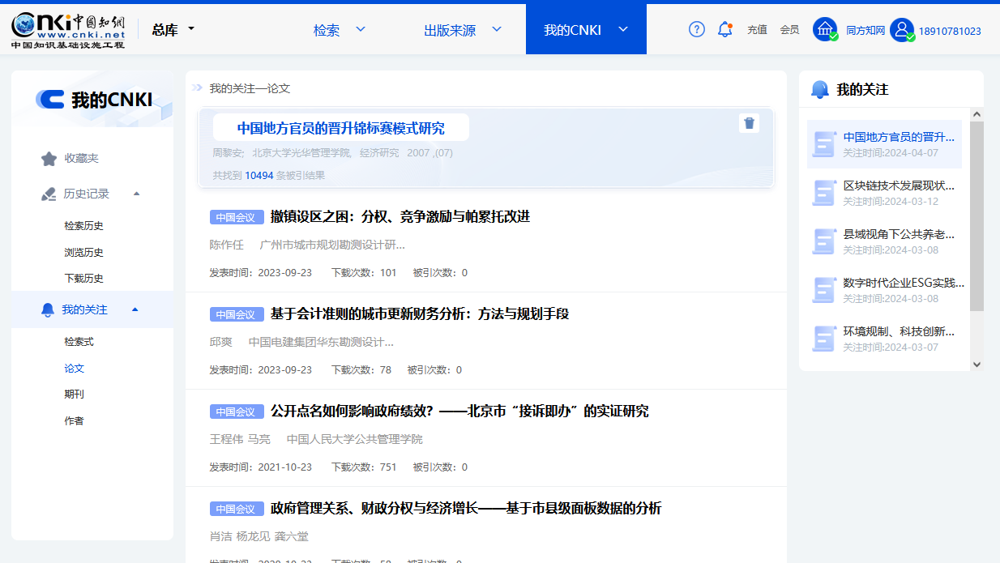 cnki中国知网
www.cnki.net
中国知识基础设施工程
总库
检索
出版来源
我的CNKI
充值
会员
同方知网
18910781023
我的CNKI
收藏夹
历史记录
检索历史
浏览历史
下载历史
我的关注
检索式
论文
期刊
作者
我的关注—论文
中国地方官员的晋升锦标赛模式研究
周黎安; 北京大学光华管理学院, 经济研究 2007 ,(07)
共找到 10494 条被引结果
中国会议 撤镇设区之困：分权、竞争激励与帕累托改进
陈作任 广州市城市规划勘测设计研...
发表时间：2023-09-23 下载次数：101 被引次数：0
中国会议 基于会计准则的城市更新财务分析：方法与规划手段
邱爽 中国电建集团华东勘测设计...
发表时间：2023-09-23 下载次数：78 被引次数：0
中国会议 公开点名如何影响政府绩效？——北京市“接诉即办”的实证研究
王程伟 马亮 中国人民大学公共管理学院
发表时间：2021-10-23 下载次数：751 被引次数：0
中国会议 政府管理关系、财政分权与经济增长——基于市县级面板数据的分析
肖洁 杨龙见 龚六堂
我的关注
中国地方官员的晋升...
关注时间:2024-04-07
区块链技术发展现状...
关注时间:2024-03-12
县域视角下公共养老...
关注时间:2024-03-08
数字时代企业ESG实践...
关注时间:2024-03-08
环境规制、科技创新...
关注时间:2024-03-07